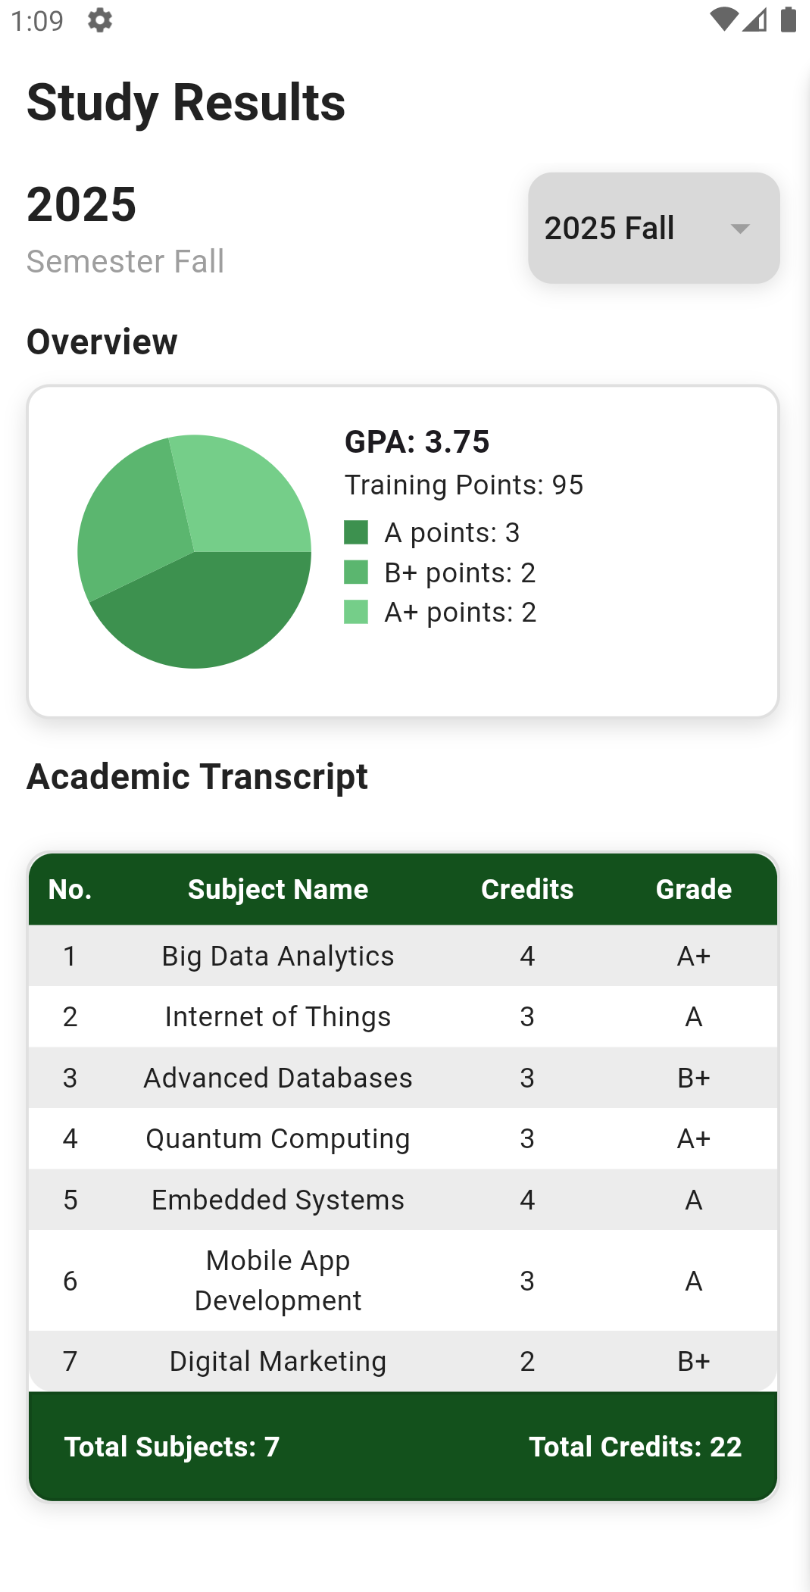 1:09
Study Results
2025
Semester Fall
2025 Fall
Overview
GPA: 3.75
Training Points: 95
A points: 3
B+ points: 2
A+ points: 2
Academic Transcript
No. Subject Name Credits Grade
1 Big Data Analytics 4 A+
2 Internet of Things 3 A
3 Advanced Databases 3 B+
4 Quantum Computing 3 A+
5 Embedded Systems 4 A
6 Mobile App
Development 3 A
7 Digital Marketing 2 B+
Total Subjects: 7 Total Credits: 22